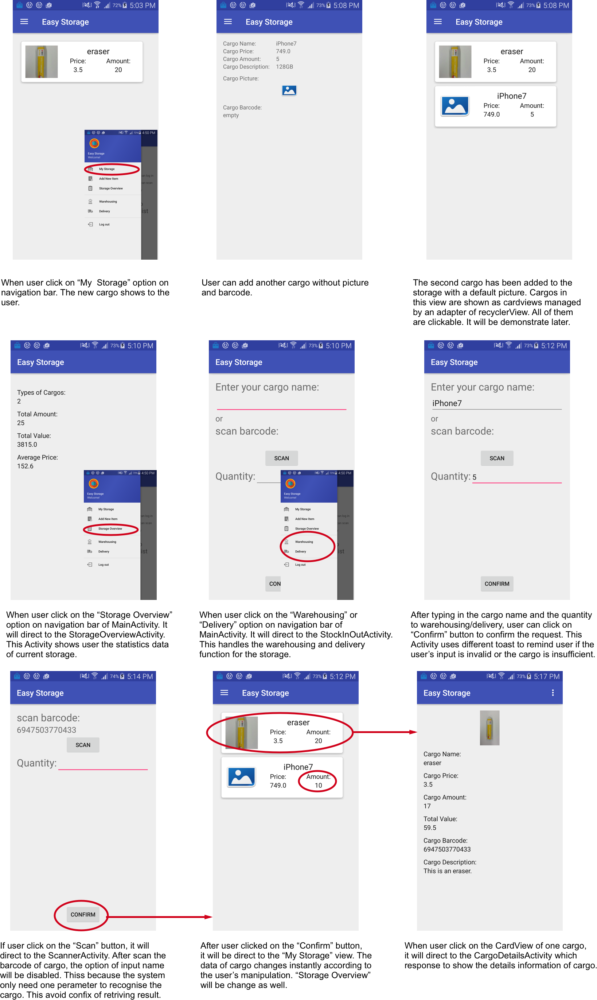 72% 5:03 PM
Easy Storage
eraser
Price: Amount:
3.5 20
72% 4:50 PM
Easy Storage
Welcome!
My Storage
Add New Item
Storage Overview
Warehousing
Delivery
Log out
an log in
an scan
ist
When user click on “My  Storage” option on
navigation bar. The new cargo shows to the
user.
73% 5:08 PM
Easy Storage
Cargo Name: iPhone7
Cargo Price: 749.0
Cargo Amount: 5
Cargo Description: 128GB
Cargo Picture:
Cargo Barcode:
empty
User can add another cargo without picture
and barcode.
73% 5:08 PM
Easy Storage
eraser
Price: Amount:
3.5 20
iPhone7
Price: Amount:
749.0 5
The second cargo has been added to the
storage with a default picture. Cargos in
this view are shown as cardviews managed
by an adapter of recyclerView. All of them
are clickable. It will be demonstrate later.
73% 5:10 PM
Easy Storage
Types of Cargos:
2
Total Amount:
25
Total Value:
3815.0
Average Price:
152.6
72% 4:50 PM
Easy Storage
Welcome!
My Storage
Add New Item
Storage Overview
Warehousing
Delivery
Log out
an log in
an scan
ist
When user click on the “Storage Overview”
option on navigation bar of MainActivity. It
will direct to the StorageOverviewActivity.
This Activity shows user the statistics data
of current storage.
73% 5:10 PM
Easy Storage
Enter your cargo name:
or
scan barcode:
SCAN
Quantity:
CON
72% 4:50 PM
Easy Storage
Welcome!
My Storage
Add New Item
Storage Overview
Warehousing
Delivery
Log out
an log in
an scan
ist
When user click on the “Warehousing” or
“Delivery” option on navigation bar of
MainActivity. It will direct to the StockInOutActivity.
This handles the warehousing and delivery
function for the storage.
73% 5:12 PM
Easy Storage
Enter your cargo name:
iPhone7
or
scan barcode:
SCAN
Quantity: 5
CONFIRM
After typing in the cargo name and the quantity
to warehousing/delivery, user can click on
“Confirm” button to confirm the request. This
Activity uses different toast to remind user if the
user’s input is invalid or the cargo is insufficient.
74% 5:14 PM
Easy Storage
scan barcode:
6947503770433
SCAN
Quantity:
CONFIRM
If user click on the “Scan” button, it will
direct to the ScannerActivity. After scan the
barcode of cargo, the option of input name
will be disabled. Thiss because the system
only need one perameter to recognise the
cargo. This avoid confix of retriving result.
73% 5:12 PM
Easy Storage
eraser
Price: Amount:
3.5 20
iPhone7
Price: Amount:
749.0 10
After user clicked on the “Confirm” button,
it will be direct to the “My Storage” view. The
data of cargo changes instantly according to
the user’s manipulation. “Storage Overview”
will be change as well.
73% 5:17 PM
Easy Storage
Cargo Name:
eraser
Cargo Price:
3.5
Cargo Amount:
17
Total Value:
59.5
Cargo Barcode:
6947503770433
Cargo Description:
This is an eraser.
When user click on the CardView of one cargo,
it will direct to the CargoDetailsActivity which
response to show the details information of cargo.